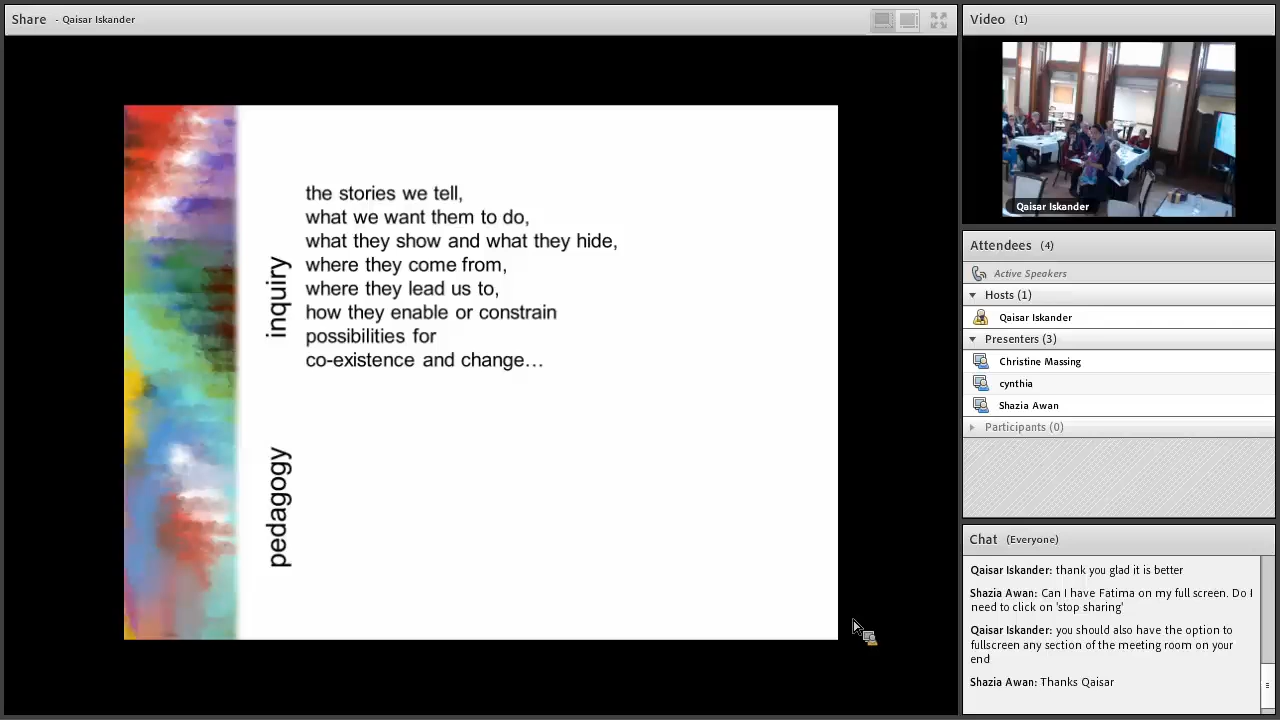 Share - Qaisar Iskander
the stories we tell,
what we want them to do,
what they show and what they hide,
where they come from,
where they lead us to,
how they enable or constrain
possibilities for
co-existence and change…
inquiry
pedagogy
Video (1)
Qaisar Iskander
Attendees (4)
Active Speakers
Hosts (1)
Qaisar Iskander
Presenters (3)
Christine Massing
cynthia
Shazia Awan
Participants (0)
Chat (Everyone)
Qaisar Iskander: thank you glad it is better
Shazia Awan: Can I have Fatima on my full screen. Do I
need to click on 'stop sharing'
Qaisar Iskander: you should also have the option to
fullscreen any section of the meeting room on your
end
Shazia Awan: Thanks Qaisar